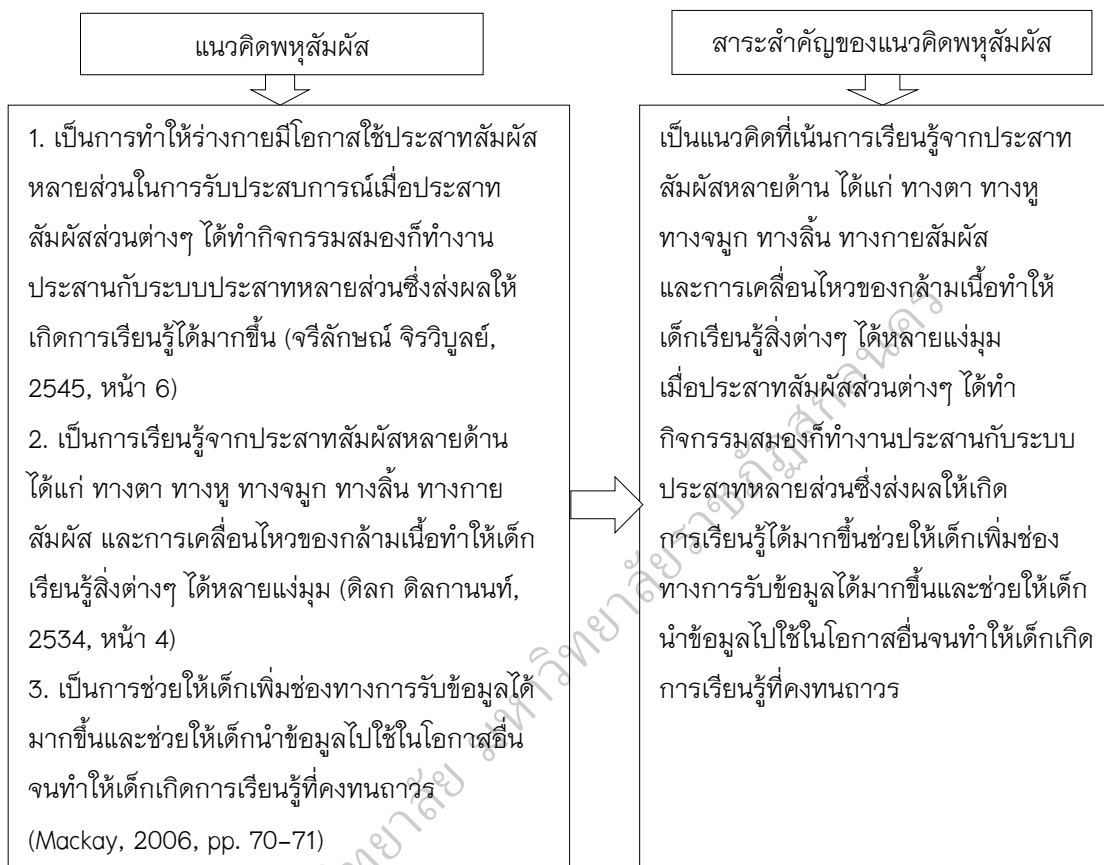 แนวคิดพหุสัมผัส
1. เป็นการทำให้ร่างกายมีโอกาสใช้ประสาทสัมผัส
หลายส่วนในการรับประสบการณ์เมื่อประสาท
สัมผัสส่วนต่างๆ ได้ทำกิจกรรมสมองก็ทำงาน
ประสานกับระบบประสาทหลายส่วนซึ่งส่งผลให้
เกิดการเรียนรู้ได้มากขึ้น (จรีลักษณ์ จิรวิบูลย์,
2545, หน้า 6)
2. เป็นการเรียนรู้จากประสาทสัมผัสหลายด้าน
ได้แก่ ทางตา ทางหู ทางจมูก ทางลิ้น ทางกาย
สัมผัส และการเคลื่อนไหวของกล้ามเนื้อทำให้เด็ก
เรียนรู้สิ่งต่างๆ ได้หลายแง่มุม (ดิลก ดิลกานนท์,
2534, หน้า 4)
3. เป็นการช่วยให้เด็กเพิ่มช่องทางการรับข้อมูลได้
มากขึ้นและช่วยให้เด็กนำข้อมูลไปใช้ในโอกาสอื่น
จนทำให้เด็กเกิดการเรียนรู้ที่คงทนถาวร
(Mackay, 2006, pp. 70–71)
สาระสำคัญของแนวคิดพหุสัมผัส
เป็นแนวคิดที่เน้นการเรียนรู้จากประสาท
สัมผัสหลายด้าน ได้แก่ ทางตา ทางหู
ทางจมูก ทางลิ้น ทางกายสัมผัส
และการเคลื่อนไหวของกล้ามเนื้อทำให้
เด็กเรียนรู้สิ่งต่างๆ ได้หลายแง่มุม
เมื่อประสาทสัมผัสส่วนต่างๆ ได้ทำ
กิจกรรมสมองก็ทำงานประสานกับระบบ
ประสาทหลายส่วนซึ่งส่งผลให้เกิด
การเรียนรู้ได้มากขึ้นช่วยให้เด็กเพิ่มช่อง
ทางการรับข้อมูลได้มากขึ้นและช่วยให้เด็ก
นำข้อมูลไปใช้ในโอกาสอื่นจนทำให้เด็กเกิด
การเรียนรู้ที่คงทนถาวร
มหาวิทยาลัยราชภัฏสกลนคร